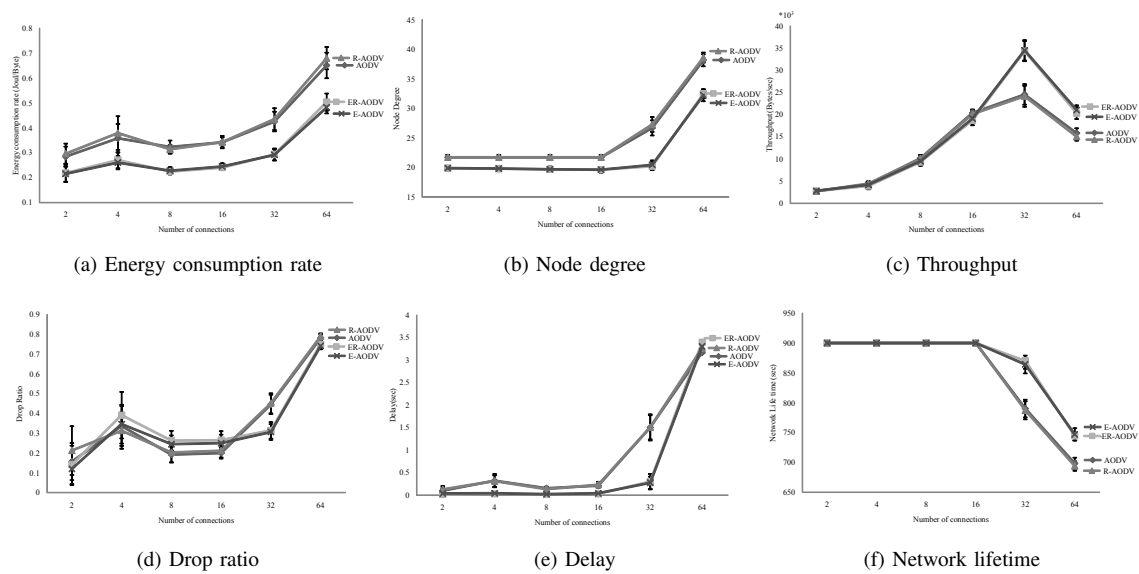 0.8
0.7
0.6
0.5
0.4
0.3
0.2
0.1
Energy consumption rate (Joul/Byte)
2 4 8 16 32 64
Number of connections
R-AODV
AODV
ER-AODV
E-AODV
(a) Energy consumption rate
45
40
35
30
25
20
15
Node Degree
2 4 8 16 32 64
Number of connections
R-AODV
AODV
ER-AODV
E-AODV
(b) Node degree
*10³
40
35
30
25
20
15
10
5
0
Throughput (Bytes/sec)
2 4 8 16 32 64
Number of connections
ER-AODV
E-AODV
AODV
R-AODV
(c) Throughput
0.9
0.8
0.7
0.6
0.5
0.4
0.3
0.2
0.1
0
Drop Ratio
2 4 8 16 32 64
Number of connections
R-AODV
AODV
ER-AODV
E-AODV
(d) Drop ratio
4
3.5
3
2.5
2
1.5
1
0.5
0
Delay(sec)
2 4 8 16 32 64
Number of connections
ER-AODV
R-AODV
AODV
E-AODV
(e) Delay
950
900
850
800
750
700
650
Network Life time (sec)
2 4 8 16 32 64
Number of connections
E-AODV
ER-AODV
AODV
R-AODV
(f) Network lifetime